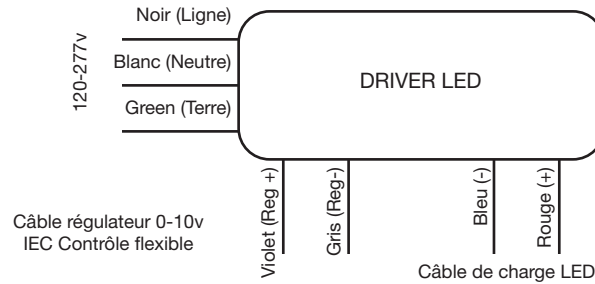 Noir (Ligne)
120-277v
Blanc (Neutre)
Green (Terre)
DRIVER LED
Violet (Reg +)
Gris (Reg-)
Bleu (-)
Rouge (+)
Câble régulateur 0-10v
IEC Contrôle flexible
Câble de charge LED